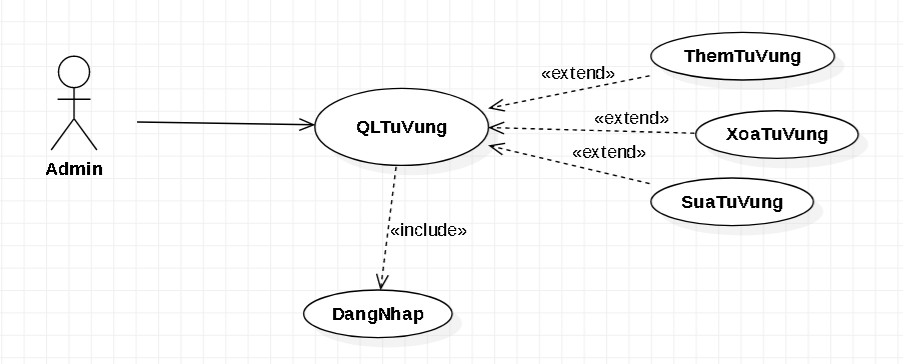 ThemTuVung
«extend»
«extend»
QLTuVung
XoaTuVung
«extend»
Admin
SuaTuVung
«include»
DangNhap